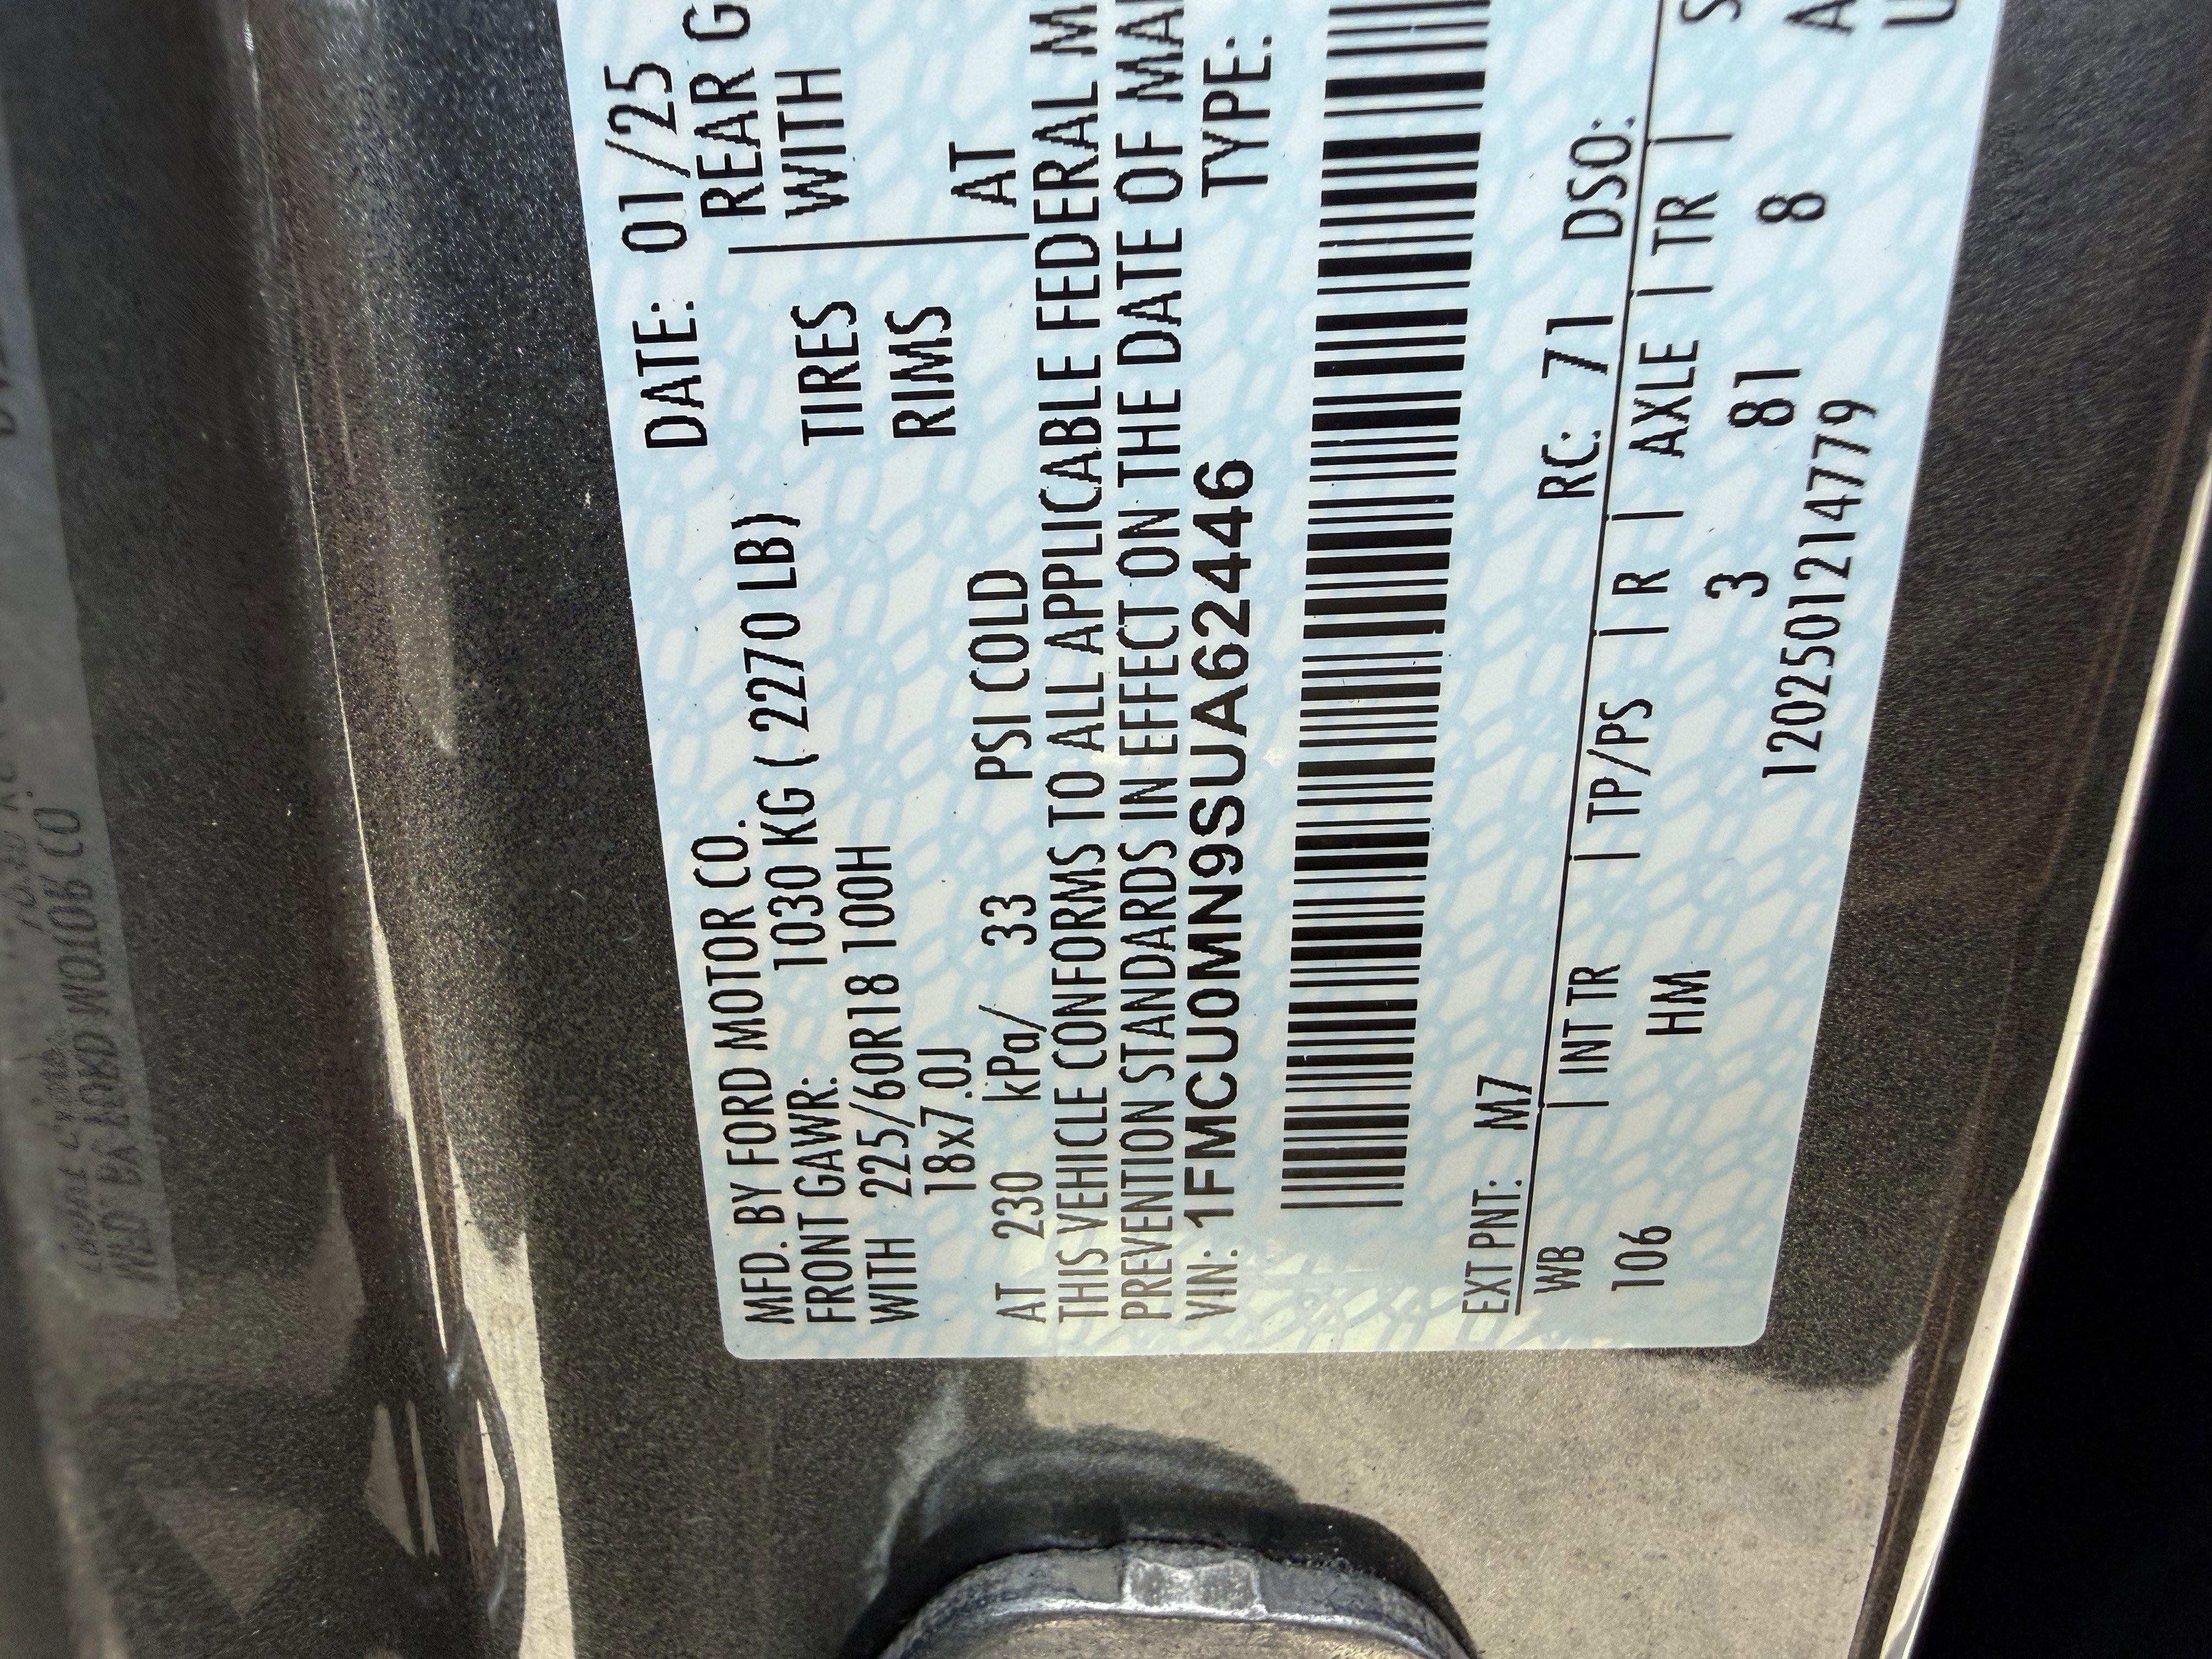 MFD. BY FORD MOTOR CO. DATE: 01/25
FRONT GAWR: 1030 KG ( 2270 LB) REAR G
WITH 225/60R18 100H TIRES WITH
18x7.0J RIMS
AT 230 kPa/ 33 PSI COLD AT
THIS VEHICLE CONFORMS TO ALL APPLICABLE FEDERAL M
PREVENTION STANDARDS IN EFFECT ON THE DATE OF MA
VIN: 1FMCU0MN9SUA62446 TYPE:
EXT PNT: M7 RC: 71 DSO:
WB | INT TR | TP/PS | R | AXLE | TR | S
106 HM 3 81 8 A
1202501214779 U